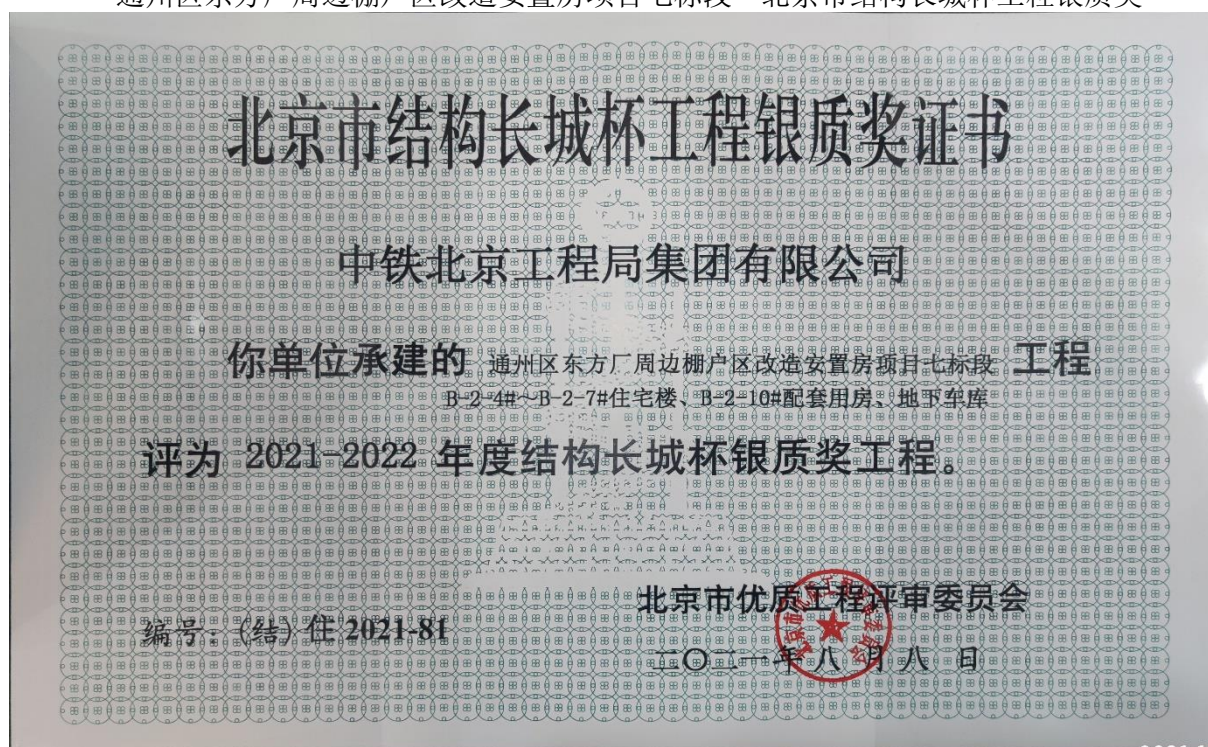 通州区东方厂周边棚户区改造安置房项目七标段 北京市结构长城杯工程银质奖
北京市结构长城杯工程银质奖证书
中铁北京工程局集团有限公司
你单位承建的 通州区东方厂周边棚户区改造安置房项目七标段 工程
B-2-4#~B-2-7#住宅楼、B-2-10#配套用房、地下车库
评为 2021-2022 年度结构长城杯银质奖工程。
北京市优质工程评审委员会
编号：(结) 住 2021-81
二〇二一年八月八日